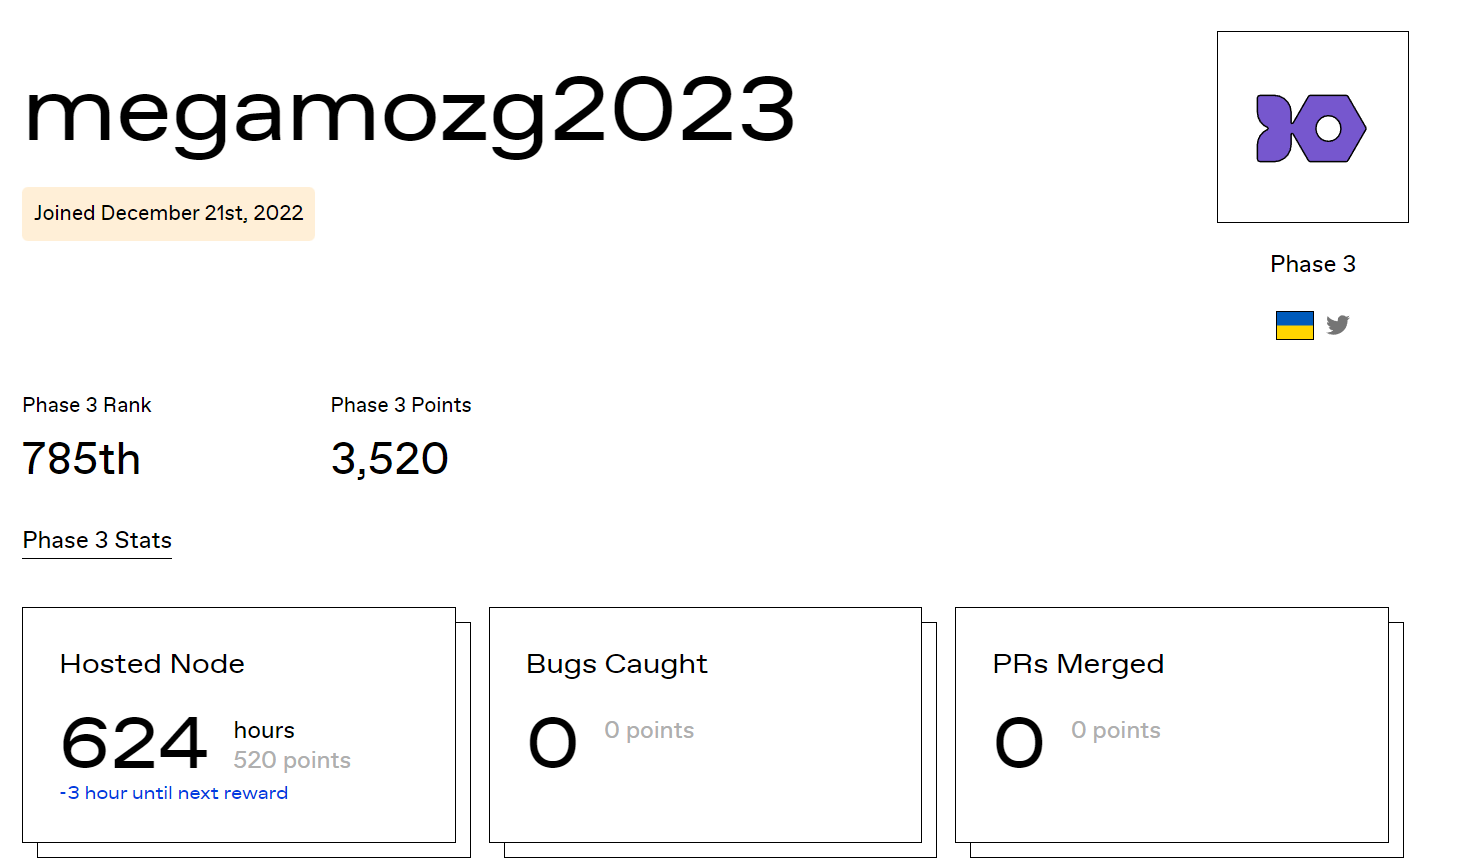 megamozg2023
Joined December 21st, 2022
Phase 3
Phase 3 Rank
785th
Phase 3 Points
3,520
Phase 3 Stats
Hosted Node
624 hours
520 points
-3 hour until next reward
Bugs Caught
0 0 points
PRs Merged
0 0 points